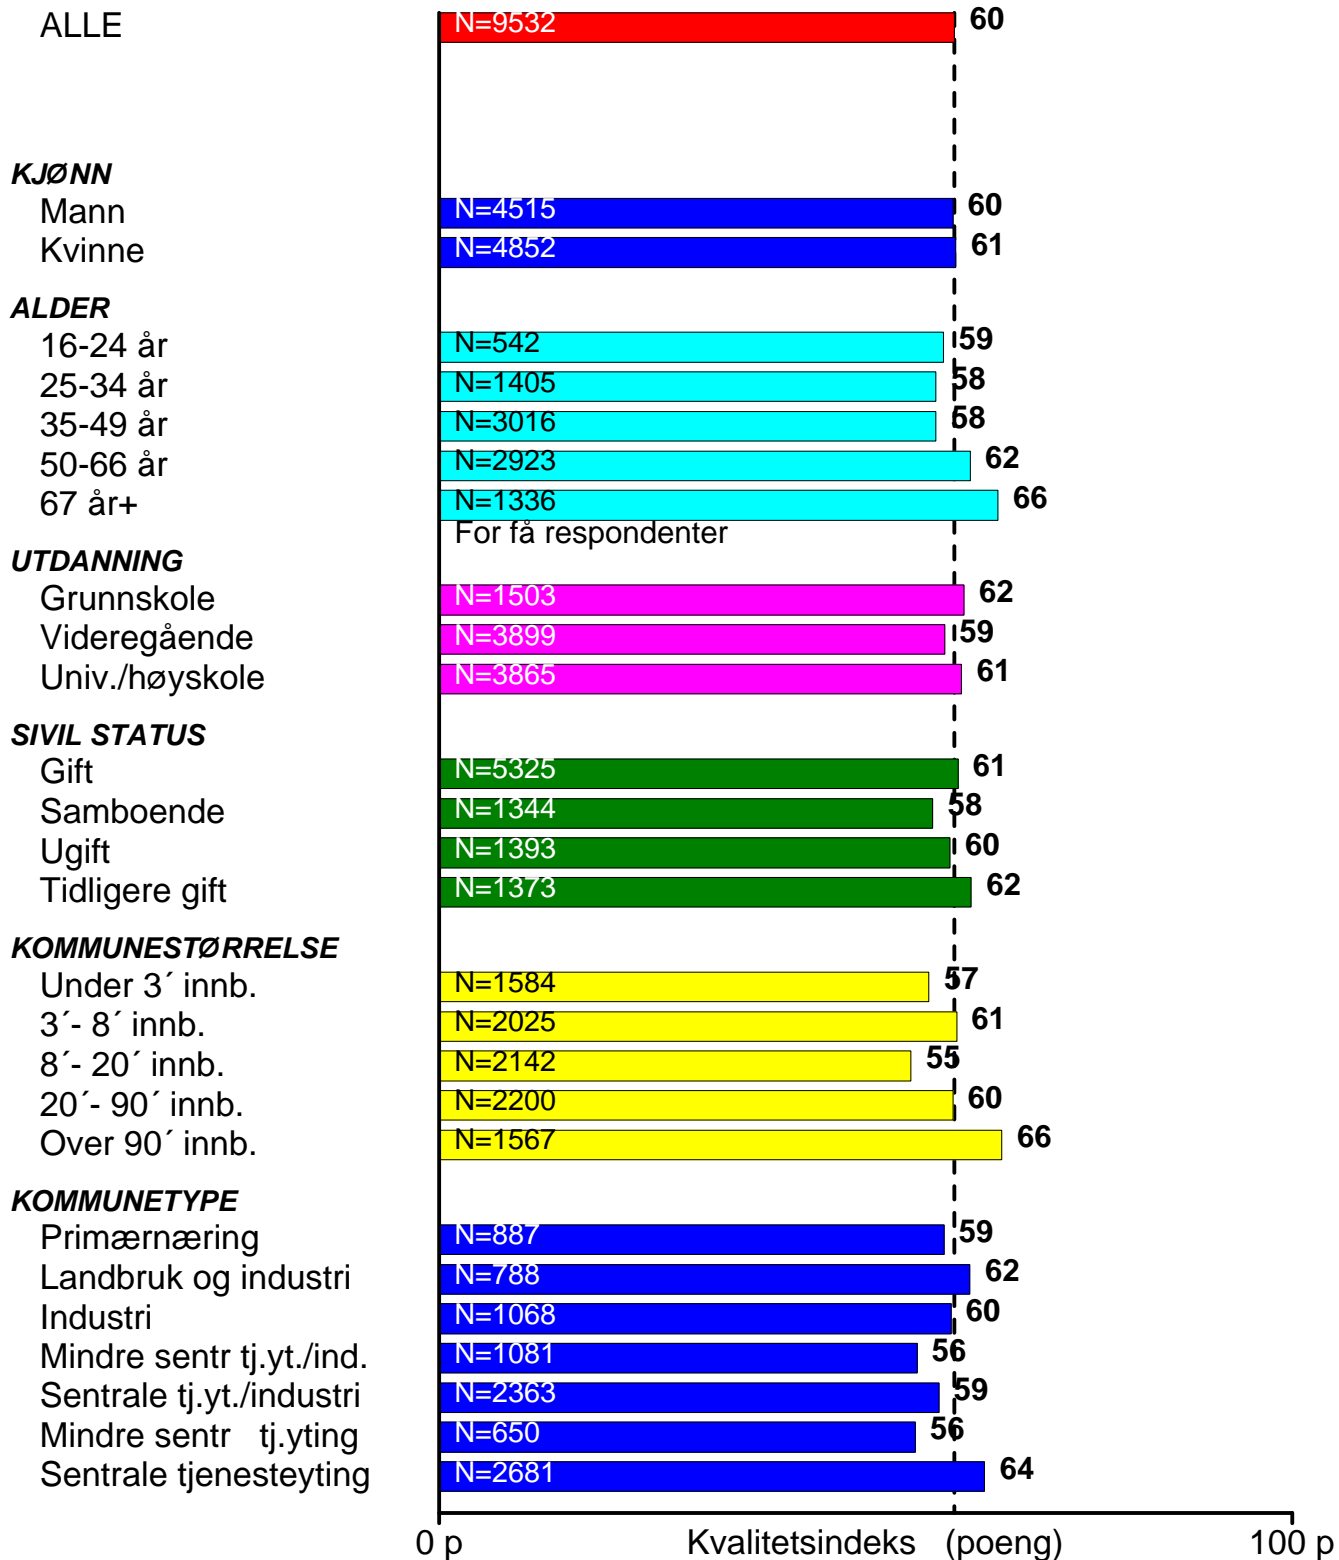 ALLE N=9532 60
KJØNN
Mann N=4515 60
Kvinne N=4852 61
ALDER
16-24 år N=542 59
25-34 år N=1405 58
35-49 år N=3016 58
50-66 år N=2923 62
67 år+ N=1336 66
For få respondenter
UTDANNING
Grunnskole N=1503 62
Videregående N=3899 59
Univ./høyskole N=3865 61
SIVIL STATUS
Gift N=5325 61
Samboende N=1344 58
Ugift N=1393 60
Tidligere gift N=1373 62
KOMMUNESTØRRELSE
Under 3´ innb. N=1584 57
3´- 8´ innb. N=2025 61
8´- 20´ innb. N=2142 55
20´- 90´ innb. N=2200 60
Over 90´ innb. N=1567 66
KOMMUNETYPE
Primærnæring N=887 59
Landbruk og industri N=788 62
Industri N=1068 60
Mindre sentr tj.yt./ind. N=1081 56
Sentrale tj.yt./industri N=2363 59
Mindre sentr tj.yting N=650 56
Sentrale tjenesteyting N=2681 64
0 p Kvalitetsindeks (poeng) 100 p